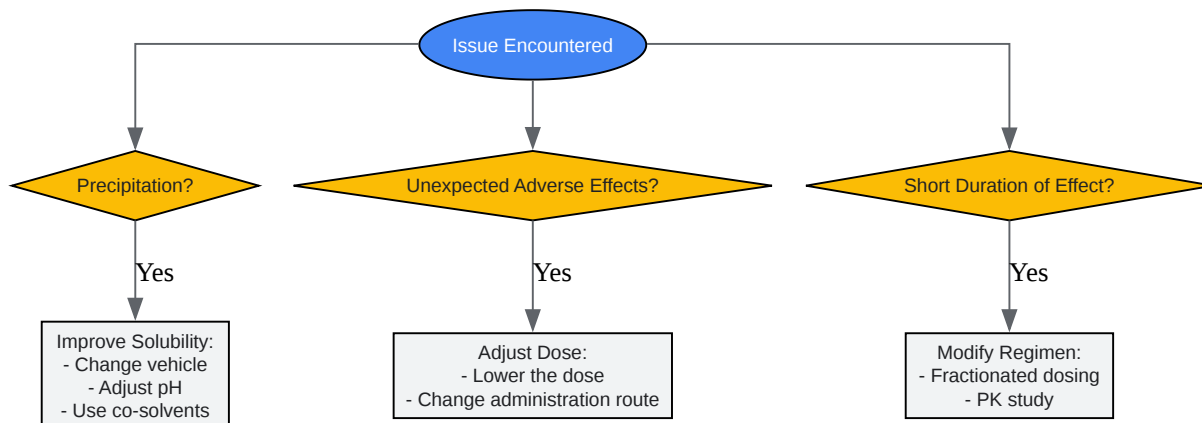 Issue Encountered
Precipitation?
Unexpected Adverse Effects?
Short Duration of Effect?
Yes
Yes
Yes
Improve Solubility:
- Change vehicle
- Adjust pH
- Use co-solvents
Adjust Dose:
- Lower the dose
- Change administration route
Modify Regimen:
- Fractionated dosing
- PK study